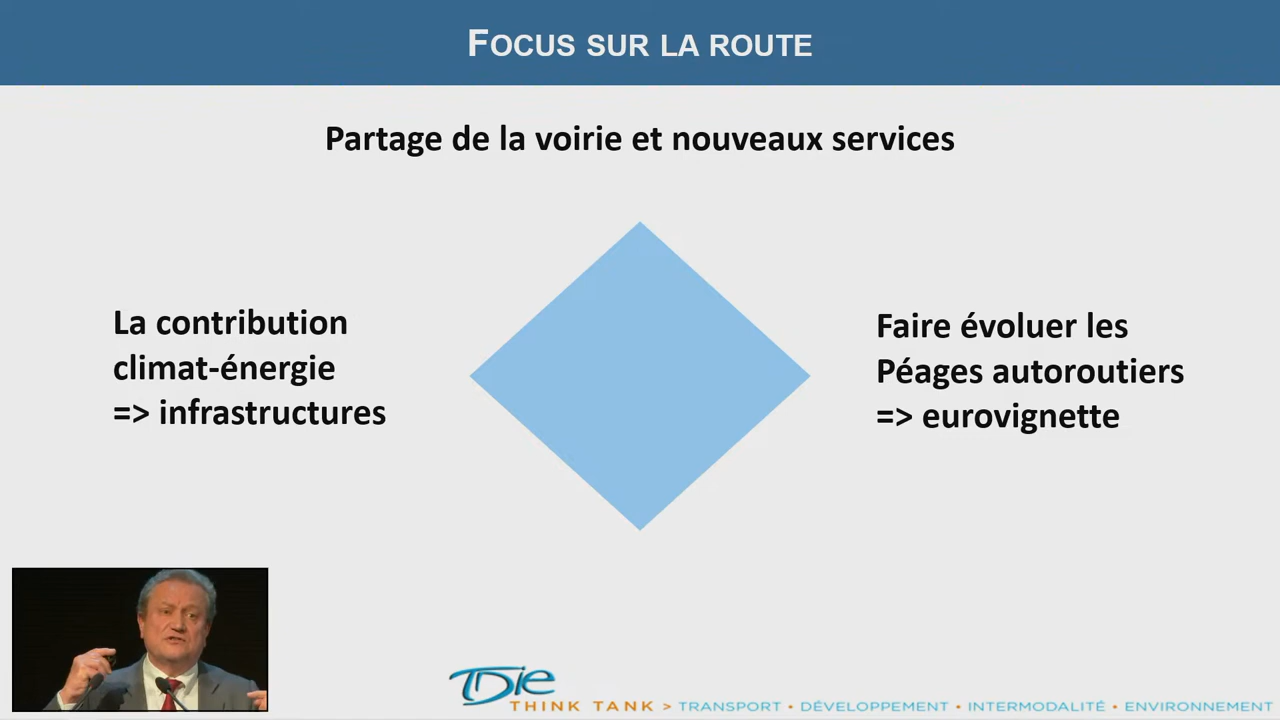 FOCUS SUR LA ROUTE
Partage de la voirie et nouveaux services
La contribution
climat-énergie
=> infrastructures
Faire évoluer les
Péages autoroutiers
=> eurovignette
TDie
THINK TANK > TRANSPORT • DÉVELOPPEMENT • INTERMODALITÉ • ENVIRONNEMENT